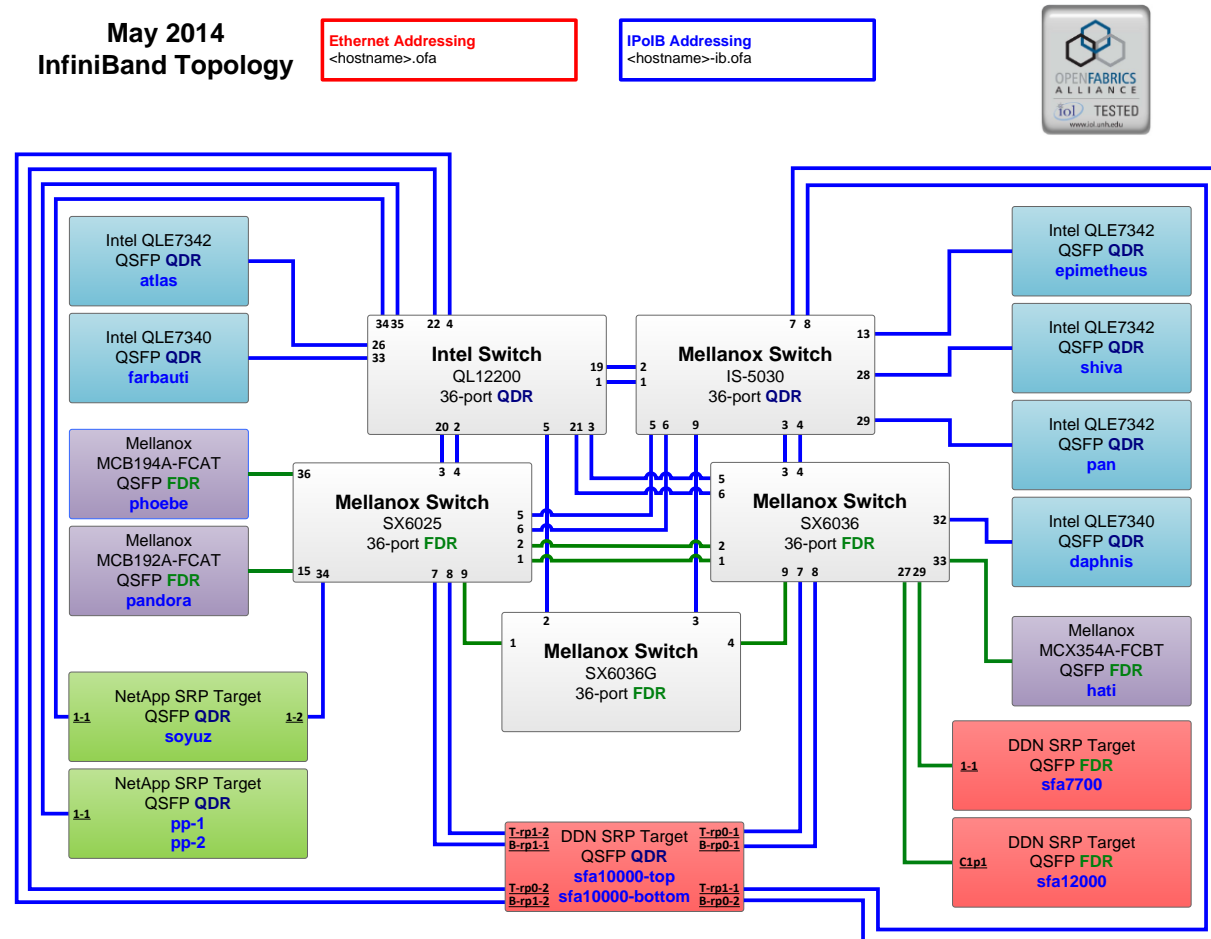 May 2014
InfiniBand Topology
Ethernet Addressing
<hostname>.ofa
IPoIB Addressing
<hostname>-ib.ofa
OPENFABRICS
ALLIANCE
iol TESTED
www.iol.unh.edu
Intel QLE7342
QSFP QDR
atlas
Intel QLE7340
QSFP QDR
farbauti
Mellanox
MCB194A-FCAT
QSFP FDR
phoebe
Mellanox
MCB192A-FCAT
QSFP FDR
pandora
NetApp SRP Target
1-1 QSFP QDR 1-2
soyuz
NetApp SRP Target
QSFP QDR
1-1 pp-1
pp-2
34 35 22 4
26
33
Intel Switch
QL12200
36-port QDR
19
1
20 2 5 21 3
7 8
13
28
29
Mellanox Switch
IS-5030
36-port QDR
2
1
5 6 9 3 4
3 4
36
15 34
Mellanox Switch
SX6025
36-port FDR
5
6
2
1
7 8 9
3 4
5
6
Mellanox Switch
SX6036
36-port FDR
2
1
32
33
9 7 8 27 29
2 3
1 4
Mellanox Switch
SX6036G
36-port FDR
T-rp1-2 DDN SRP Target T-rp0-1
B-rp1-1 QSFP QDR B-rp0-1
sfa10000-top
T-rp0-2 sfa10000-bottom T-rp1-1
B-rp1-2 B-rp0-2
Intel QLE7342
QSFP QDR
epimetheus
Intel QLE7342
QSFP QDR
shiva
Intel QLE7342
QSFP QDR
pan
Intel QLE7340
QSFP QDR
daphnis
Mellanox
MCX354A-FCBT
QSFP FDR
hati
DDN SRP Target
1-1 QSFP FDR
sfa7700
DDN SRP Target
C1p1 QSFP FDR
sfa12000